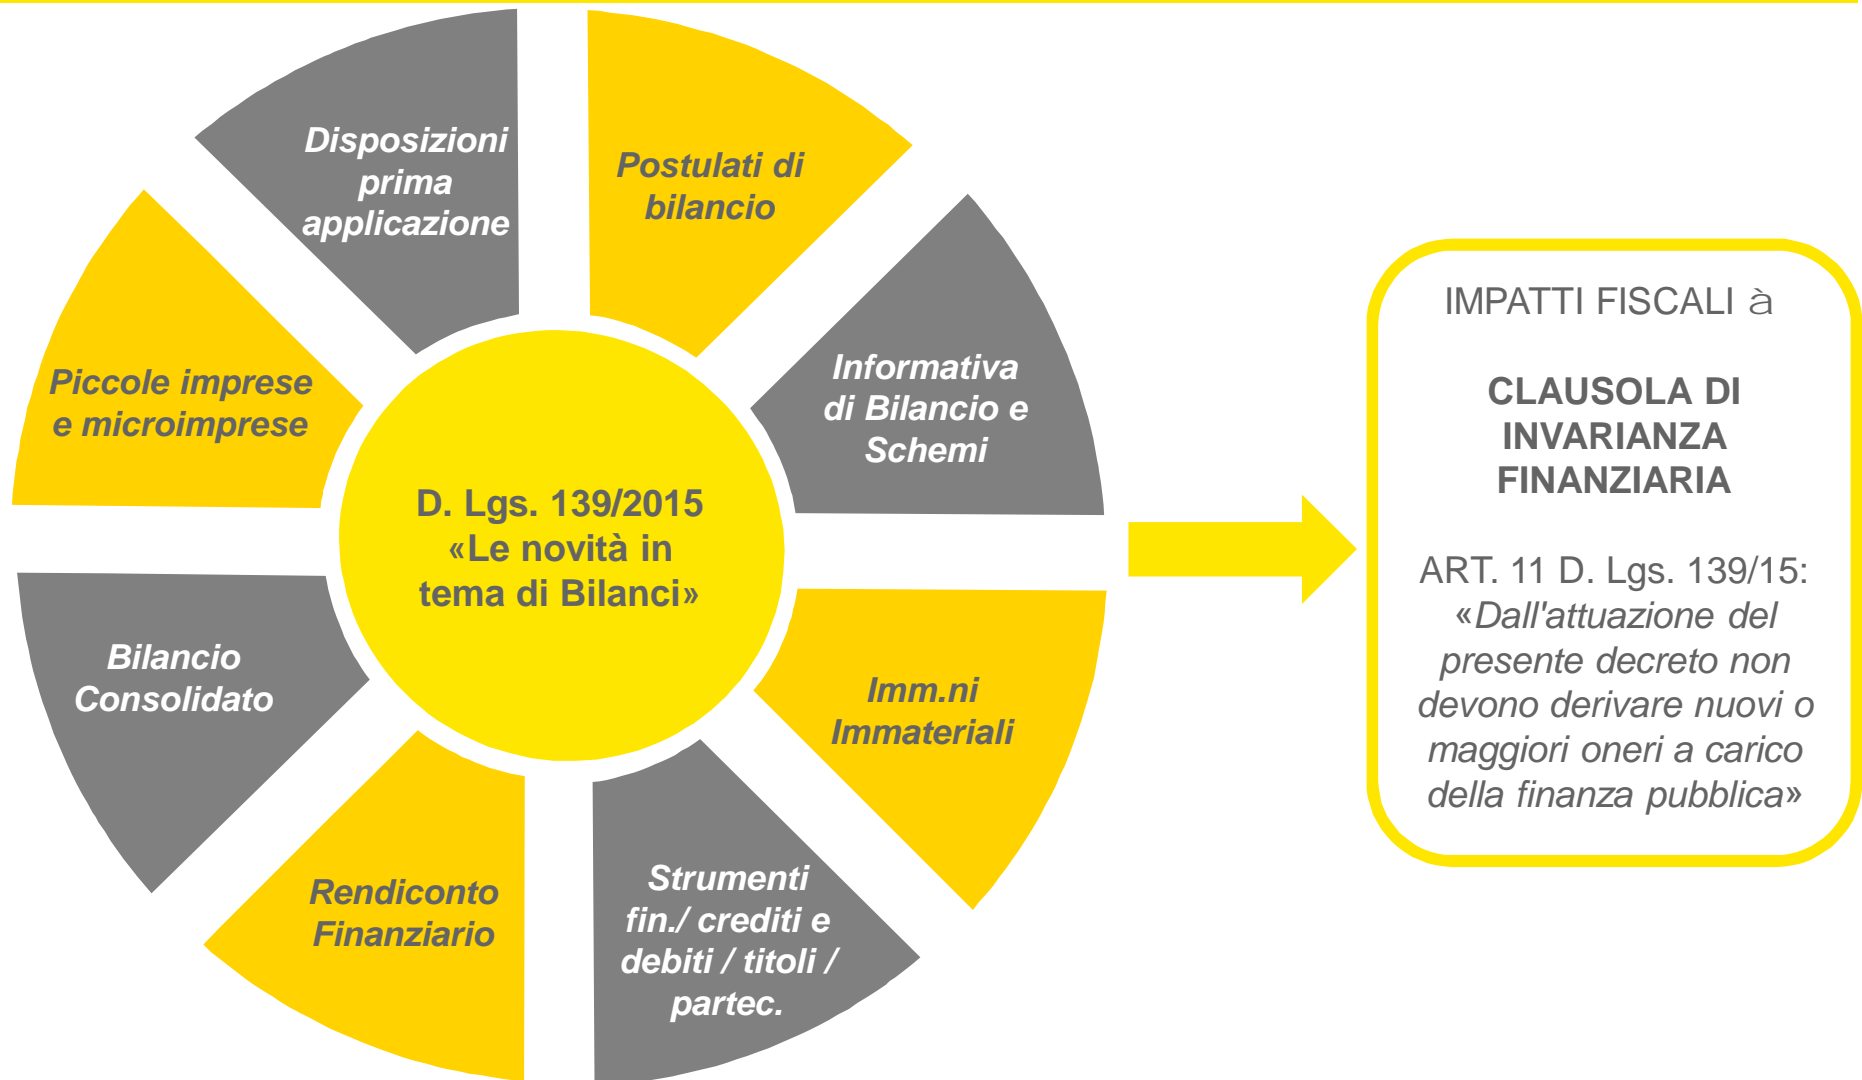 Disposizioni
prima
applicazione
Postulati di
bilancio
Informativa
di Bilancio e
Schemi
Imm.ni
Immateriali
Strumenti
fin./ crediti e
debiti / titoli /
partec.
Rendiconto
Finanziario
Bilancio
Consolidato
Piccole imprese
e microimprese
D. Lgs. 139/2015
«Le novità in
tema di Bilanci»
IMPATTI FISCALI à
CLAUSOLA DI
INVARIANZA
FINANZIARIA
ART. 11 D. Lgs. 139/15:
«Dall'attuazione del
presente decreto non
devono derivare nuovi o
maggiori oneri a carico
della finanza pubblica»